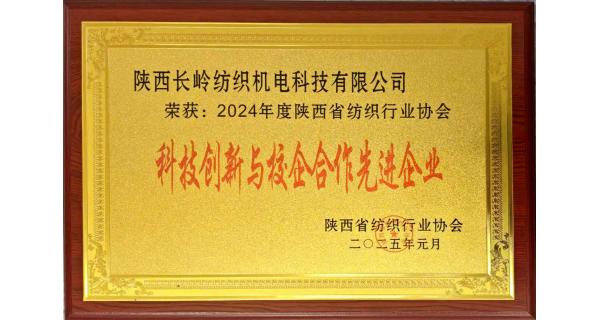 陕西长岭纺织机电科技有限公司
荣获：2024年度陕西省纺织行业协会
科技创新与校企合作先进企业
陕西省纺织行业协会
二〇二五年元月